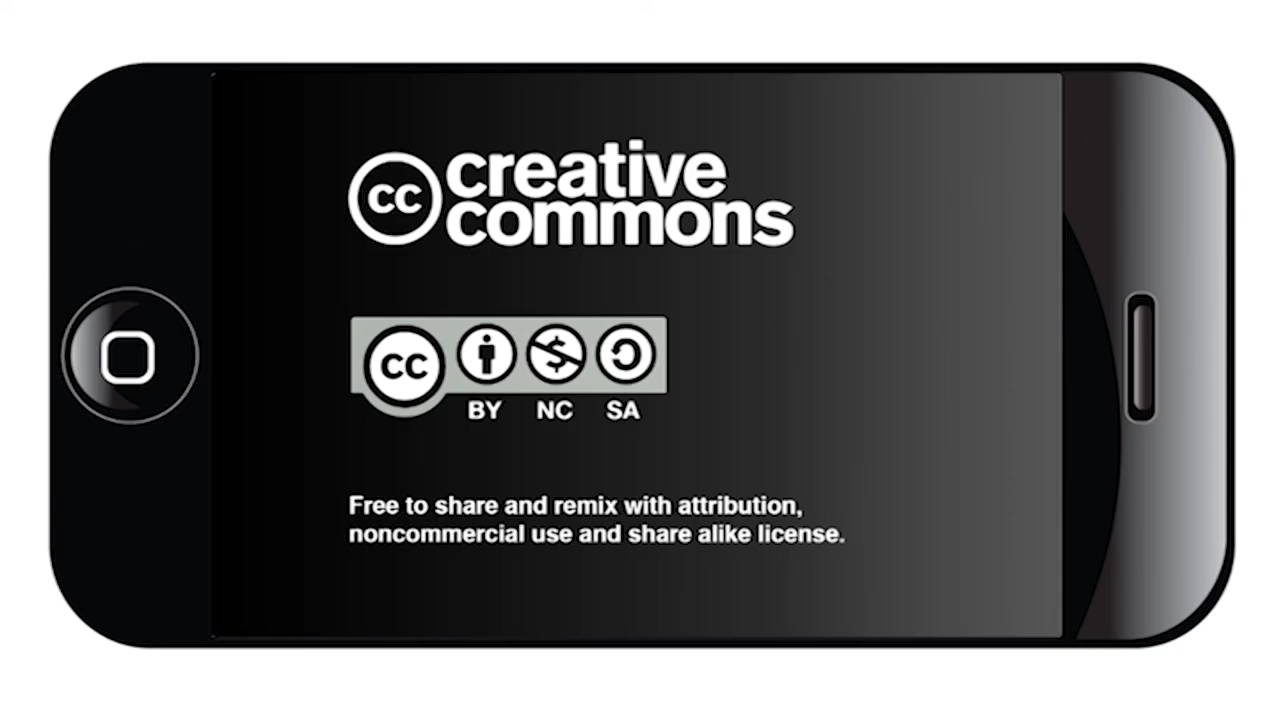 cc creative
commons
cc
BY NC SA
Free to share and remix with attribution,
noncommercial use and share alike license.